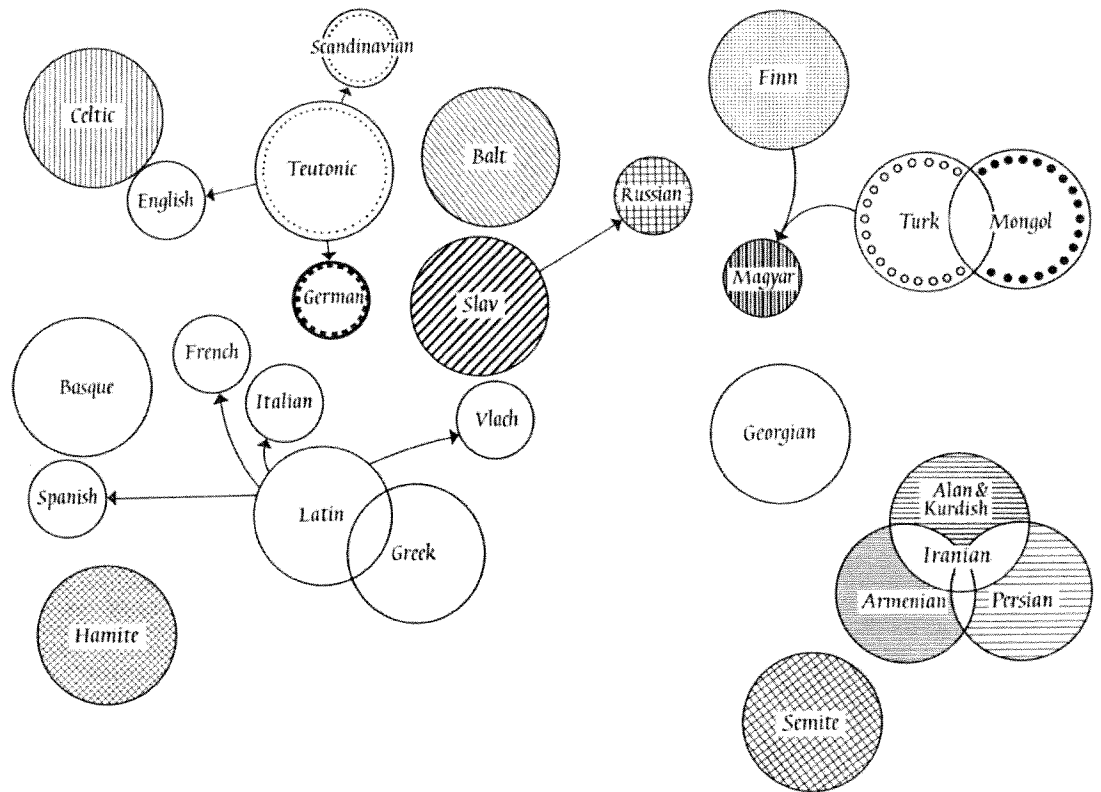 Scandinavian
Finn
Celtic
Teutonic
Balt
English
Russian
Turk
Mongol
Magyar
German
Slav
French
Basque
Italian
Vlach
Georgian
Spanish
Latin
Greek
Alan &
Kurdish
Iranian
Armenian
Persian
Hamite
Semite